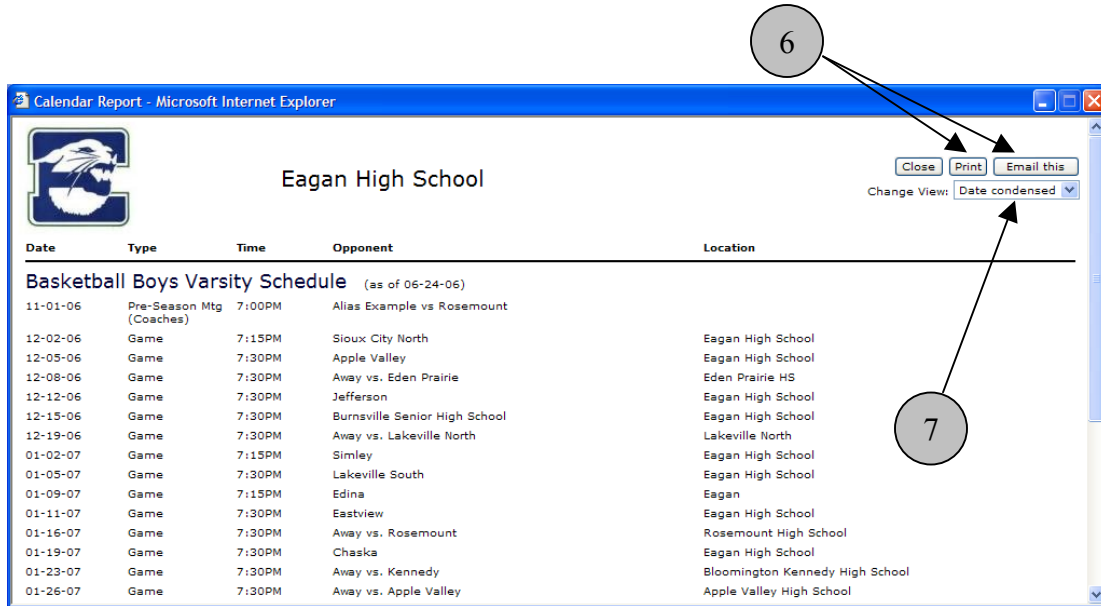 6
Calendar Report - Microsoft Internet Explorer
E
Eagan High School
Close Print Email this
Change View: Date condensed
Date Type Time Opponent Location
Basketball Boys Varsity Schedule (as of 06-24-06)
11-01-06 Pre-Season Mtg 7:00PM Alias Example vs Rosemount
(Coaches)
12-02-06 Game 7:15PM Sioux City North Eagan High School
12-05-06 Game 7:30PM Apple Valley Eagan High School
12-08-06 Game 7:30PM Away vs. Eden Prairie Eden Prairie HS
12-12-06 Game 7:30PM Jefferson Eagan High School
12-15-06 Game 7:30PM Burnsville Senior High School Eagan High School
12-19-06 Game 7:30PM Away vs. Lakeville North Lakeville North
7
01-02-07 Game 7:15PM Simley Eagan High School
01-05-07 Game 7:30PM Lakeville South Eagan High School
01-09-07 Game 7:15PM Edina Eagan
01-11-07 Game 7:30PM Eastview Eagan High School
01-16-07 Game 7:30PM Away vs. Rosemount Rosemount High School
01-19-07 Game 7:30PM Chaska Eagan High School
01-23-07 Game 7:30PM Away vs. Kennedy Bloomington Kennedy High School
01-26-07 Game 7:30PM Away vs. Apple Valley Apple Valley High School